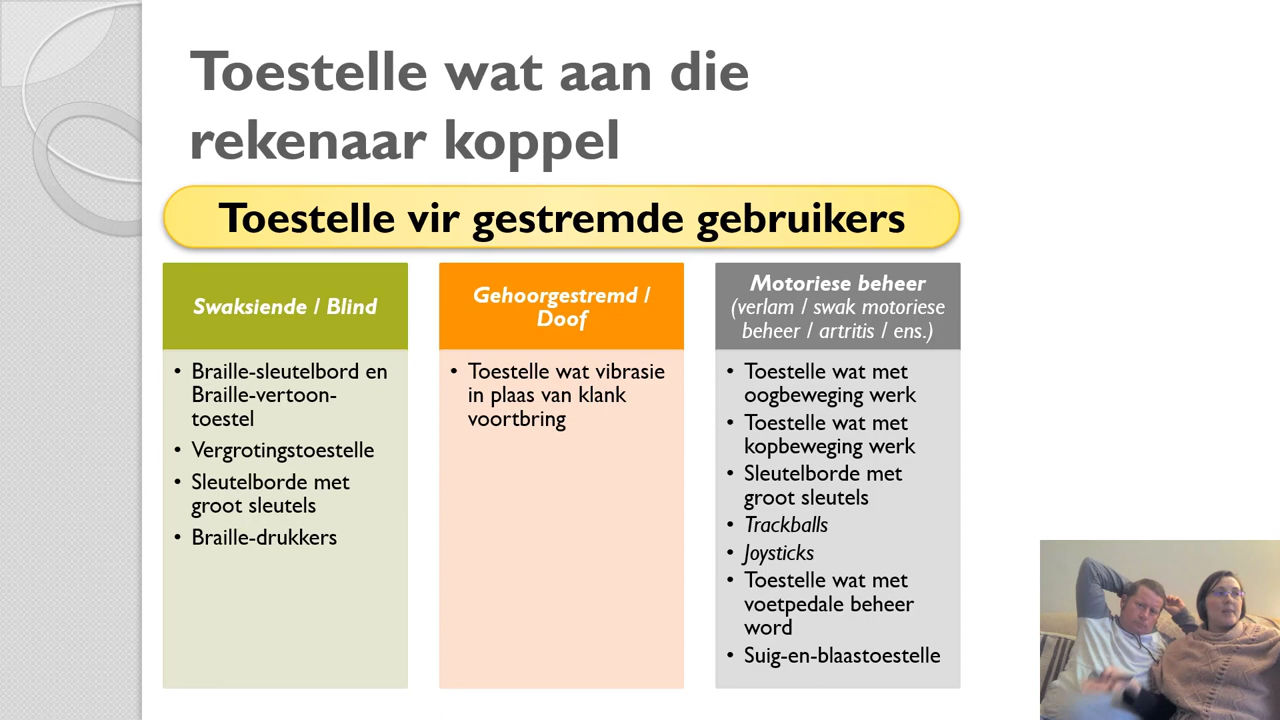 Toestelle wat aan die
rekenaar koppel
Toestelle vir gestremde gebruikers
Swaksiende / Blind
• Braille-sleutelbord en
Braille-vertoon-
toestel
• Vergrotingstoestelle
• Sleutelborde met
groot sleutels
• Braille-drukkers
Gehoorgestremd /
Doof
• Toestelle wat vibrasie
in plaas van klank
voortbring
Motoriese beheer
(verlam / swak motoriese
beheer / artritis / ens.)
• Toestelle wat met
oogbeweging werk
• Toestelle wat met
kopbeweging werk
• Sleutelborde met
groot sleutels
• Trackballs
• Joysticks
• Toestelle wat met
voetpedale beheer
word
• Suig-en-blaastoestelle